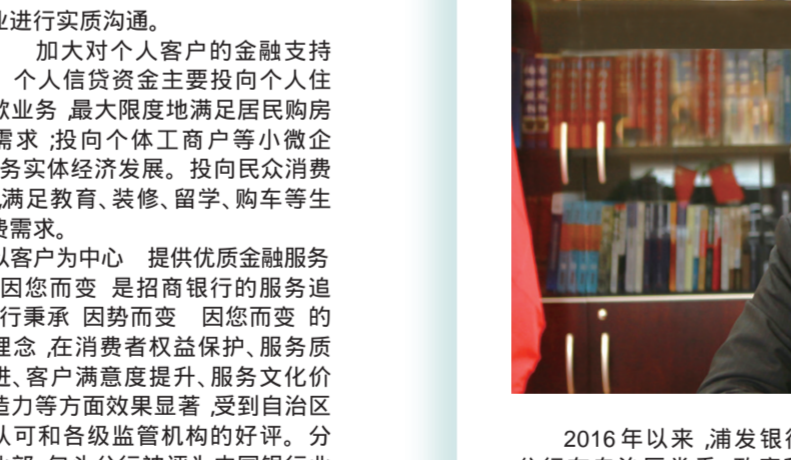 业进行实质沟通。
加大对个人客户的金融支持
个人信贷资金主要投向个人住
款业务,最大限度地满足居民购房
需求;投向个体工商户等小微企
务实体经济发展。投向民众消费
,满足教育、装修、留学、购车等生
费需求。
以客户为中心 提供优质金融服务
因您而变 是招商银行的服务追
行秉承 因势而变 因您而变 的
理念,在消费者权益保护、服务质
进、客户满意度提升、服务文化价
造力等方面效果显著,受到自治区
认可和各级监管机构的好评。分
2016年以来,浦发银行